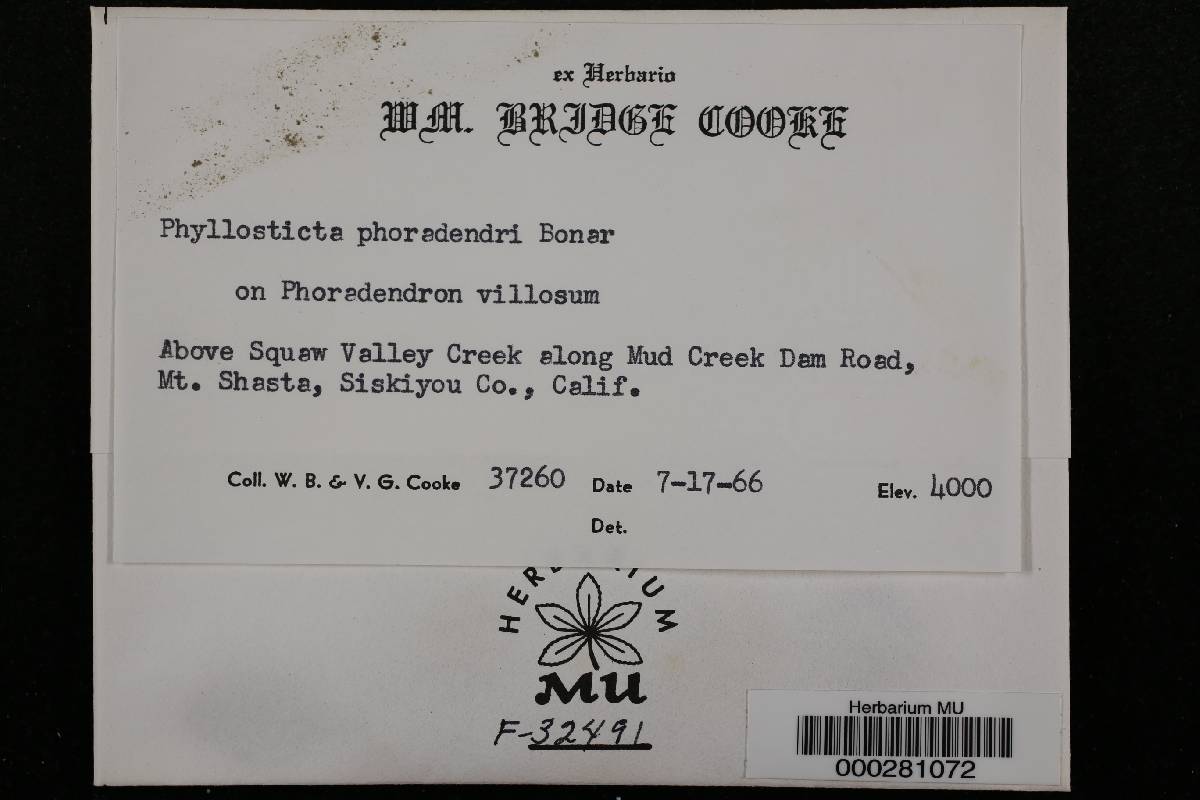 ex Herbario
WM. BRIDGE COOKE
Phyllosticta phoradendri Bonar
on Phoradendron villosum
Above Squaw Valley Creek along Mud Creek Dam Road,
Mt. Shasta, Siskiyou Co., Calif.
Coll. W. B. & V. G. Cooke 37260 Date 7-17-66 Elev. 4000
Det.
HERBARIUM
MU
F-32491
Herbarium MU
000281072